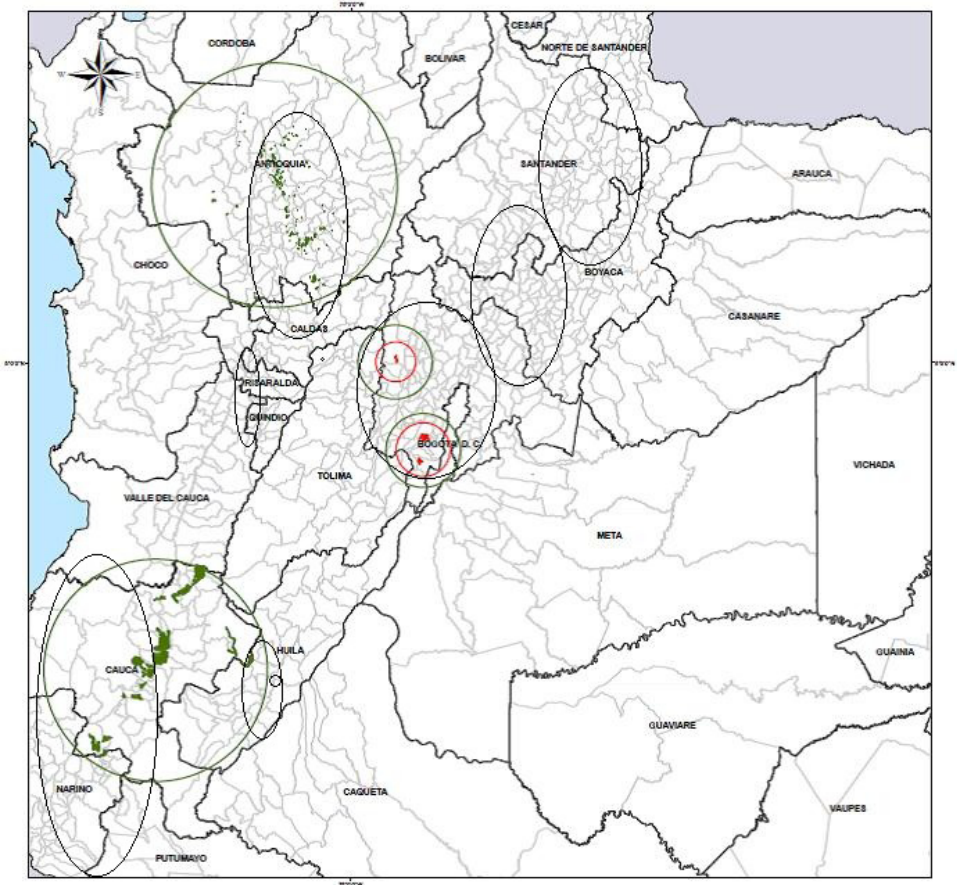 CESAR
CORDOBA
NORTE DE SANTANDER
BOLIVAR
N
W
E
S
ANTIOQUIA
SANTANDER
ARAUCA
CHOCO
BOYACA
CASANARE
CALDAS
RISARALDA
QUINDIO
BOGOTA D. C.
TOLIMA
VICHADA
VALLE DEL CAUCA
META
HUILA
GUAINIA
CAUCA
GUAVIARE
NARINO
CAQUETA
VAUPES
PUTUMAYO